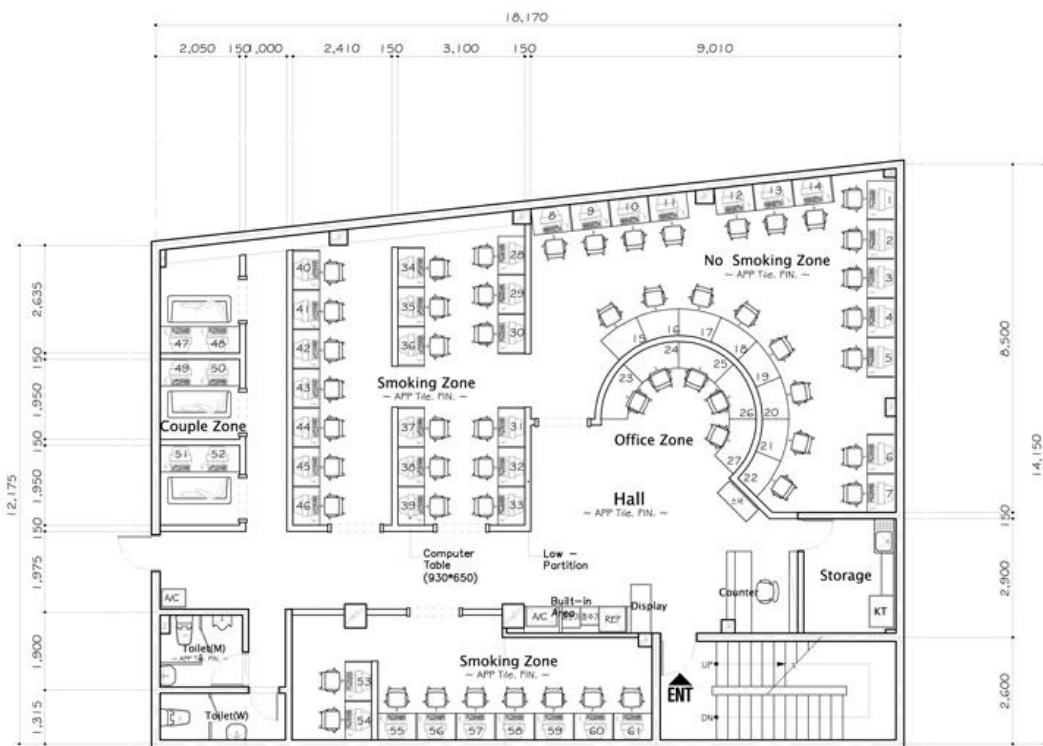 18,170
2,050 150 1,000 2,410 150 3,100 150 9,010
12,175
2,635
150
1,950
150
1,950
150
1,975
1,900
1,315
14,150
8,500
150
2,900
2,600
8 9 10 11 12 13 14
1
2
3
4
5
6
7
No Smoking Zone
~ APP Tile. FIN. ~
15 16 17 18 19 20 21 22
23 24 25 26 27
Office Zone
Hall
~ APP Tile. FIN. ~
스낵
28
29
30
31
32
33
34
35
36
37
38
39
40
41
42
43
44
45
46
Smoking Zone
~ APP Tile. FIN. ~
47 48
49 50
Couple Zone
51 52
Computer
Table
(930*650)
Low –
Partition
A/C
Built-in
Area
A/C
REF
Display
Counter
Storage
KT
Toilet(M)
~ APP Tile. FIN. ~
Toilet(W)
Smoking Zone
~ APP Tile. FIN. ~
53
54
55 56 57 58 59 60 61
ENT
UP
DN